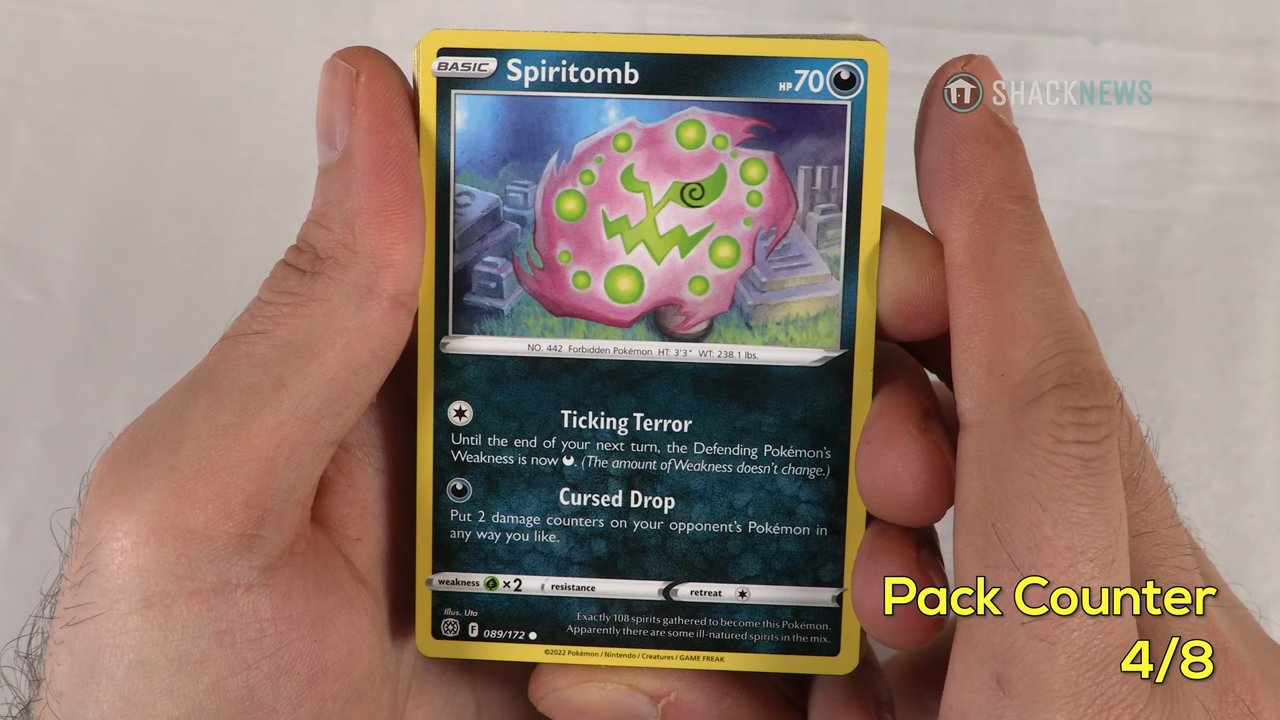 BASIC Spiritomb HP 70
SHACKNEWS
NO. 442 Forbidden Pokémon HT: 3'3" WT: 238.1 lbs.
Ticking Terror
Until the end of your next turn, the Defending Pokémon's
Weakness is now . (The amount of Weakness doesn't change.)
Cursed Drop
Put 2 damage counters on your opponent's Pokémon in
any way you like.
weakness ×2 resistance retreat
Illus. Uta
Exactly 108 spirits gathered to become this Pokémon.
Apparently there are some ill-natured spirits in the mix.
F 089/172
©2022 Pokémon / Nintendo / Creatures / GAME FREAK
Pack Counter
4/8